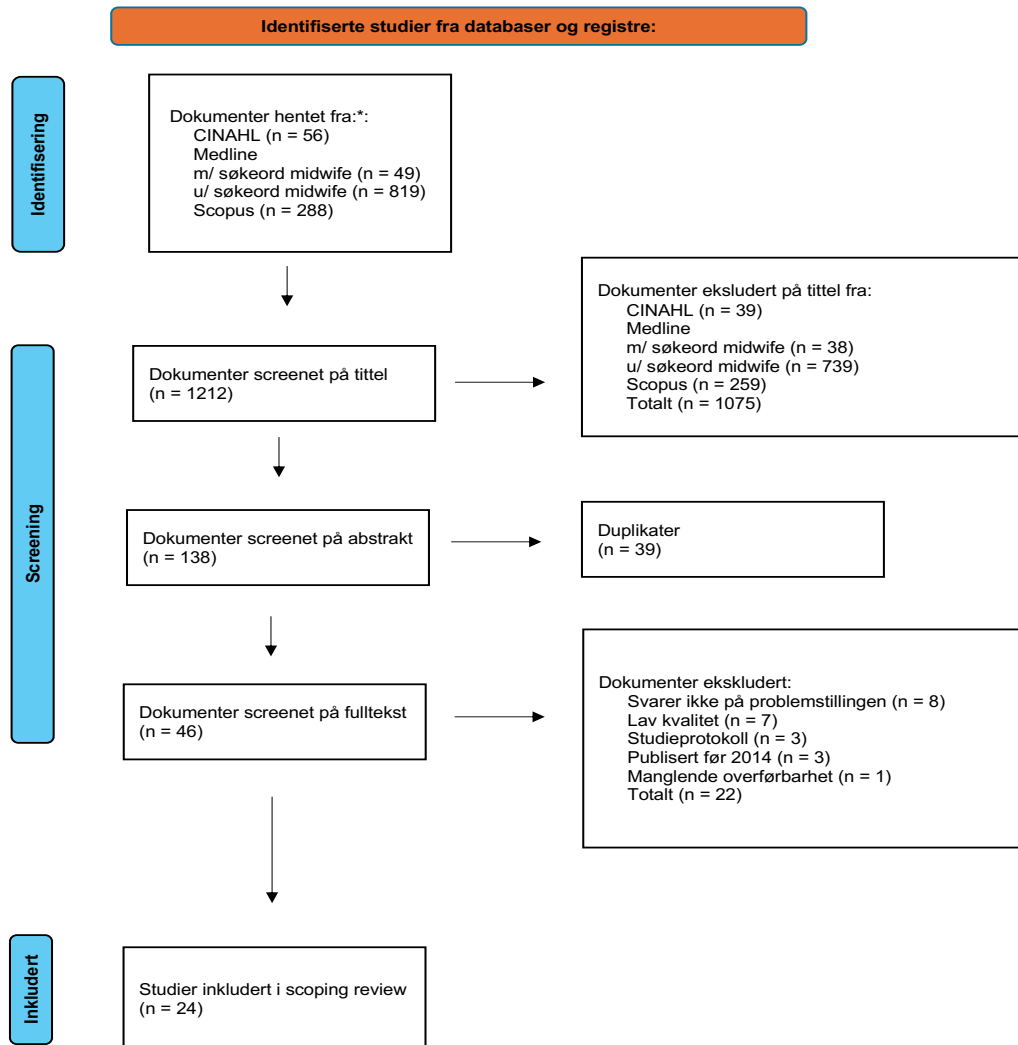 Identifiserte studier fra databaser og registre:
Identifisering
Dokumenter hentet fra:*:
CINAHL (n = 56)
Medline
m/ søkeord midwife (n = 49)
u/ søkeord midwife (n = 819)
Scopus (n = 288)
Screening
Dokumenter screenet på tittel
(n = 1212)
Dokumenter eksludert på tittel fra:
CINAHL (n = 39)
Medline
m/ søkeord midwife (n = 38)
u/ søkeord midwife (n = 739)
Scopus (n = 259)
Totalt (n = 1075)
Dokumenter screenet på abstrakt
(n = 138)
Duplikater
(n = 39)
Dokumenter screenet på fulltekst
(n = 46)
Dokumenter ekskludert:
Svarer ikke på problemstillingen (n = 8)
Lav kvalitet (n = 7)
Studieprotokoll (n = 3)
Publisert før 2014 (n = 3)
Manglende overførbarhet (n = 1)
Totalt (n = 22)
Inkludert
Studier inkludert i scoping review
(n = 24)